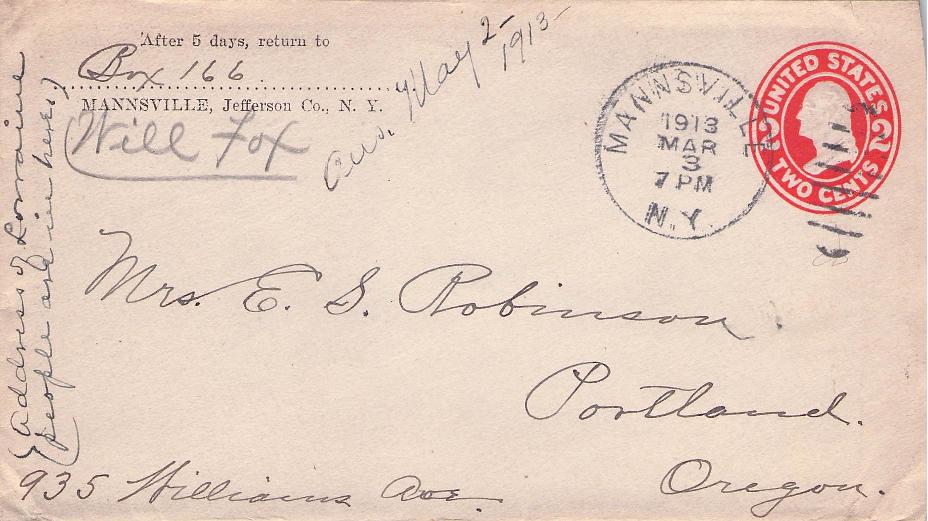 After 5 days, return to
Box 166.
MANNSVILLE, Jefferson Co., N. Y.
Will Fox
Ans. May 2-
1913-
MANNSVILLE
1913
MAR
3
7 PM
N.Y.
UNITED STATES
2 2
TWO CENTS
(Address of Lorraine
people are in here.)
Mrs. E. S. Robinson.
Portland.
935 Williams Ave.
Oregon.